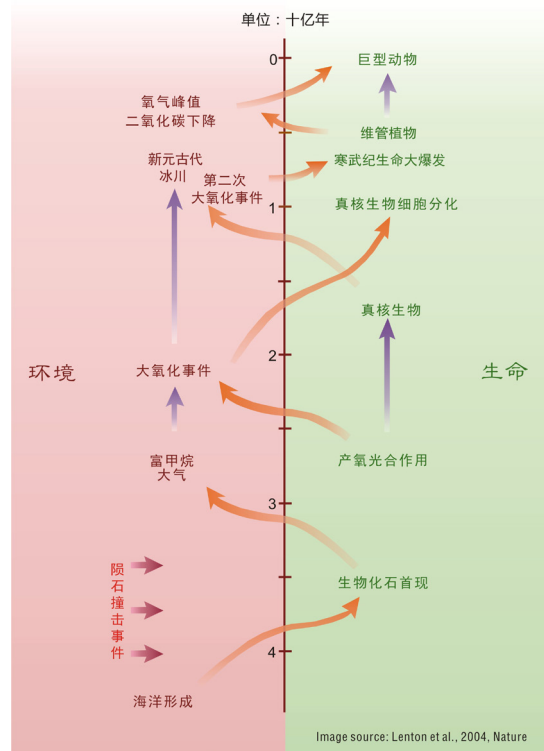 单位：十亿年
0
巨型动物
氧气峰值
二氧化碳下降
维管植物
新元古代
冰川
寒武纪生命大爆发
第二次
大氧化事件
1
真核生物细胞分化
真核生物
2
环境
大氧化事件
生命
富甲烷
大气
产氧光合作用
3
陨石撞击事件
生物化石首现
4
海洋形成
Image source: Lenton et al., 2004, Nature